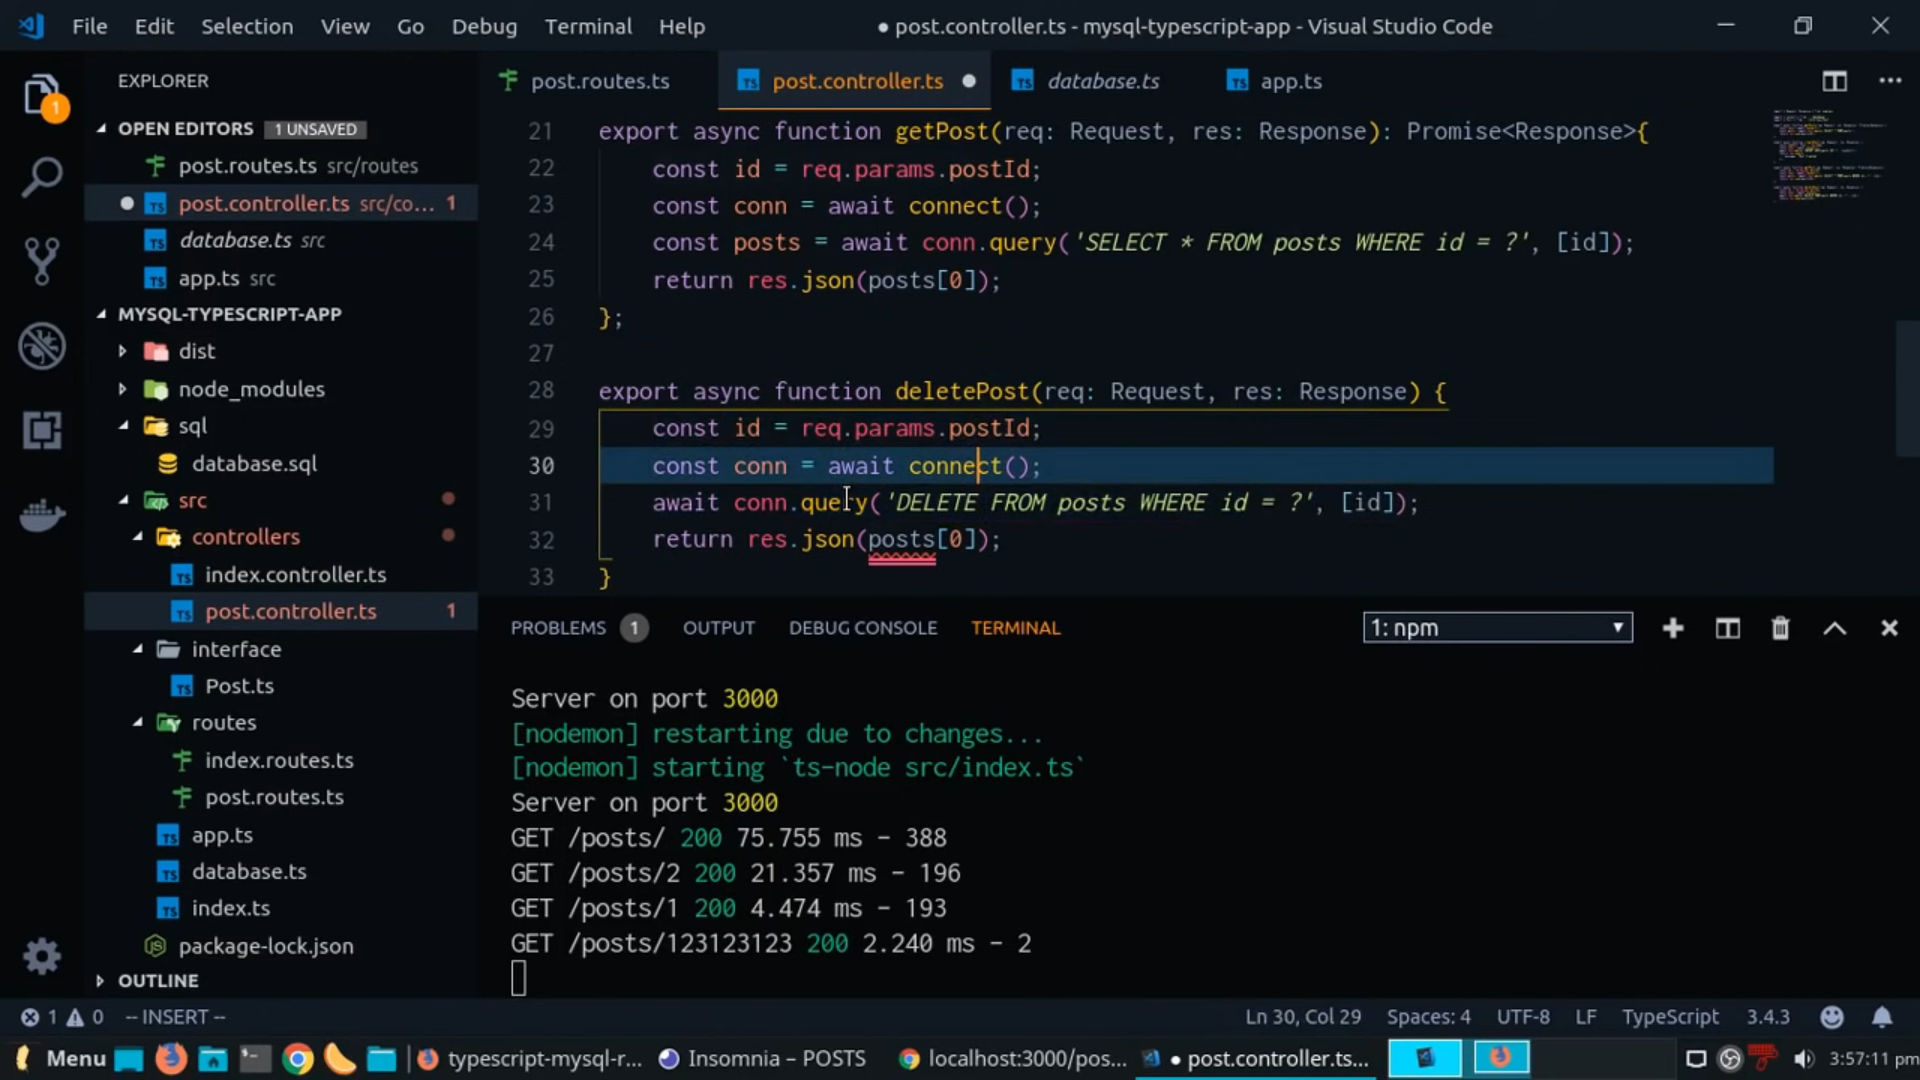 File Edit Selection View Go Debug Terminal Help
● post.controller.ts - mysql-typescript-app - Visual Studio Code
1
EXPLORER
OPEN EDITORS 1 UNSAVED
post.routes.ts src/routes
post.controller.ts src/co... 1
database.ts src
app.ts src
MYSQL-TYPESCRIPT-APP
dist
node_modules
sql
database.sql
src
controllers
index.controller.ts
post.controller.ts 1
interface
Post.ts
routes
index.routes.ts
post.routes.ts
app.ts
database.ts
index.ts
package-lock.json
OUTLINE
post.routes.ts
post.controller.ts
database.ts
app.ts
21 export async function getPost(req: Request, res: Response): Promise<Response>{
22 const id = req.params.postId;
23 const conn = await connect();
24 const posts = await conn.query('SELECT * FROM posts WHERE id = ?', [id]);
25 return res.json(posts[0]);
26 };
27
28 export async function deletePost(req: Request, res: Response) {
29 const id = req.params.postId;
30 const conn = await connect();
31 await conn.query('DELETE FROM posts WHERE id = ?', [id]);
32 return res.json(posts[0]);
33 }
PROBLEMS 1 OUTPUT DEBUG CONSOLE TERMINAL 1: npm
Server on port 3000
[nodemon] restarting due to changes...
[nodemon] starting `ts-node src/index.ts`
Server on port 3000
GET /posts/ 200 75.755 ms - 388
GET /posts/2 200 21.357 ms - 196
GET /posts/1 200 4.474 ms - 193
GET /posts/123123123 200 2.240 ms - 2
1 0 -- INSERT -- Ln 30, Col 29 Spaces: 4 UTF-8 LF TypeScript 3.4.3
Menu typescript-mysql-r... Insomnia – POSTS localhost:3000/pos... ● post.controller.ts... 3:57:11 pm